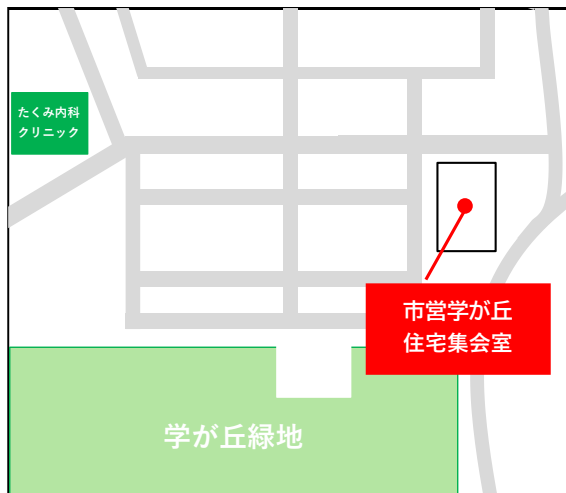 たくみ内科
クリニック
市営学が丘
住宅集会室
学が丘緑地